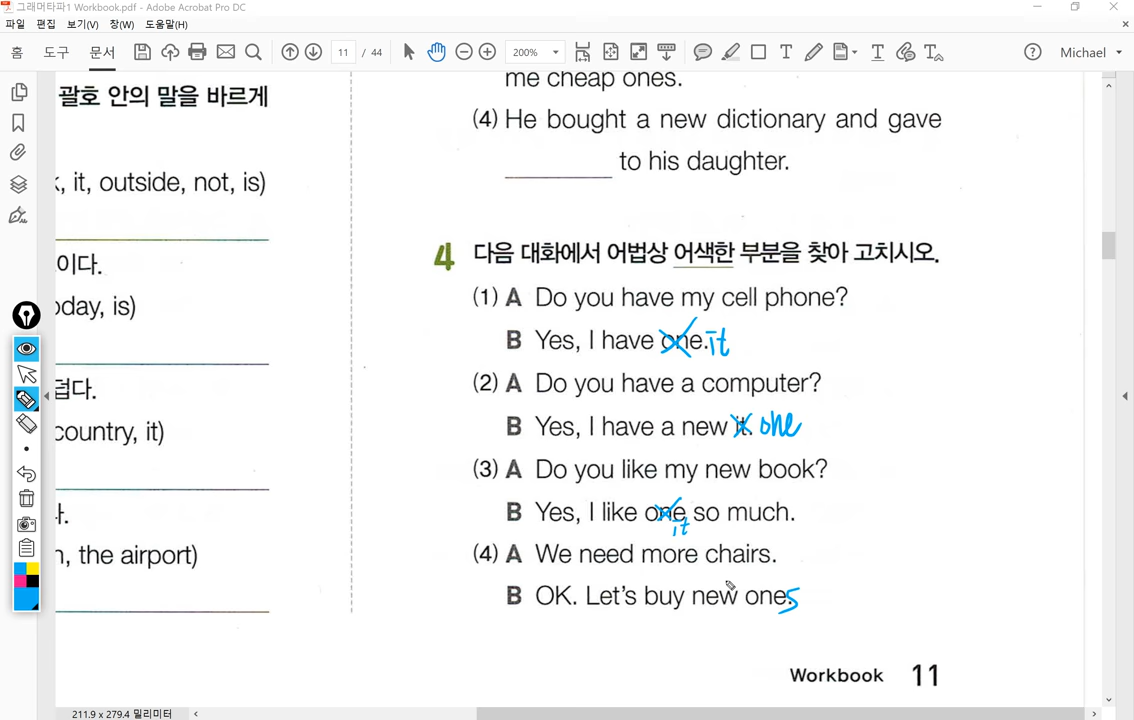 그래머타파1 Workbook.pdf - Adobe Acrobat Pro DC
파일 편집 보기(V) 창(W) 도움말(H)
홈 도구 문서 11 / 44 200% Michael
괄호 안의 말을 바르게
, it, outside, not, is)
이다.
oday, is)
덥다.
country, it)
, the airport)
me cheap ones.
(4) He bought a new dictionary and gave
to his daughter.
4 다음 대화에서 어법상 어색한 부분을 찾아 고치시오.
(1) A Do you have my cell phone?
B Yes, I have one. it
(2) A Do you have a computer?
B Yes, I have a new it. one
(3) A Do you like my new book?
B Yes, I like one so much.
it
(4) A We need more chairs.
B OK. Let's buy new one. s
Workbook 11
211.9 x 279.4 밀리미터